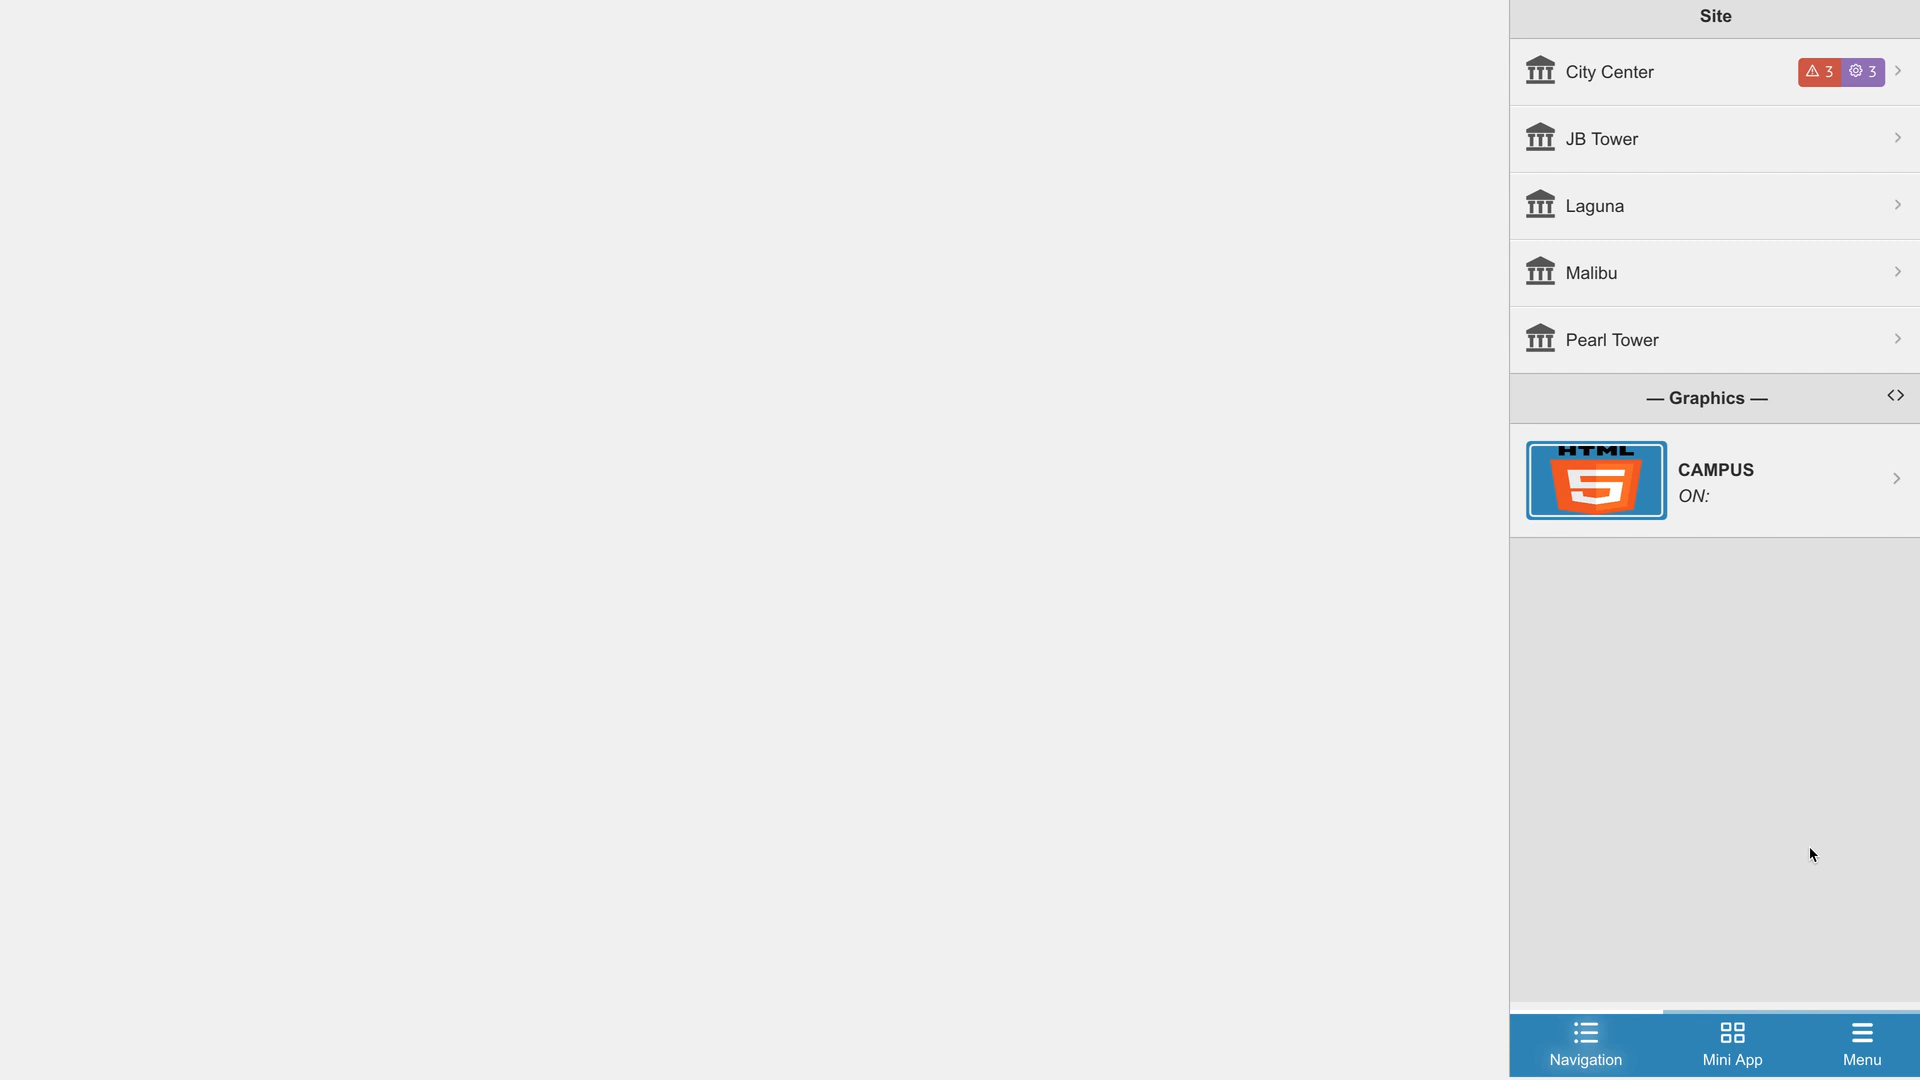 Site
City Center 3 3
JB Tower
Laguna
Malibu
Pearl Tower
— Graphics —
HTML
CAMPUS
ON:
Navigation Mini App Menu